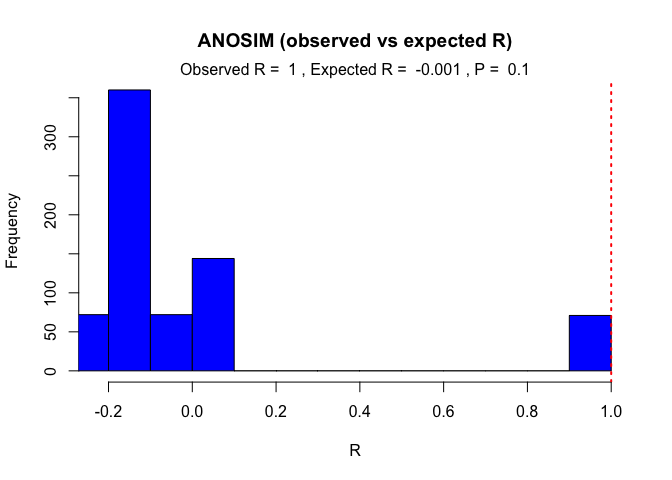 ANOSIM (observed vs expected R)
Observed R =  1 , Expected R =  -0.001 , P =  0.1
Frequency
300
200
100
50
0
-0.2 0.0 0.2 0.4 0.6 0.8 1.0
R